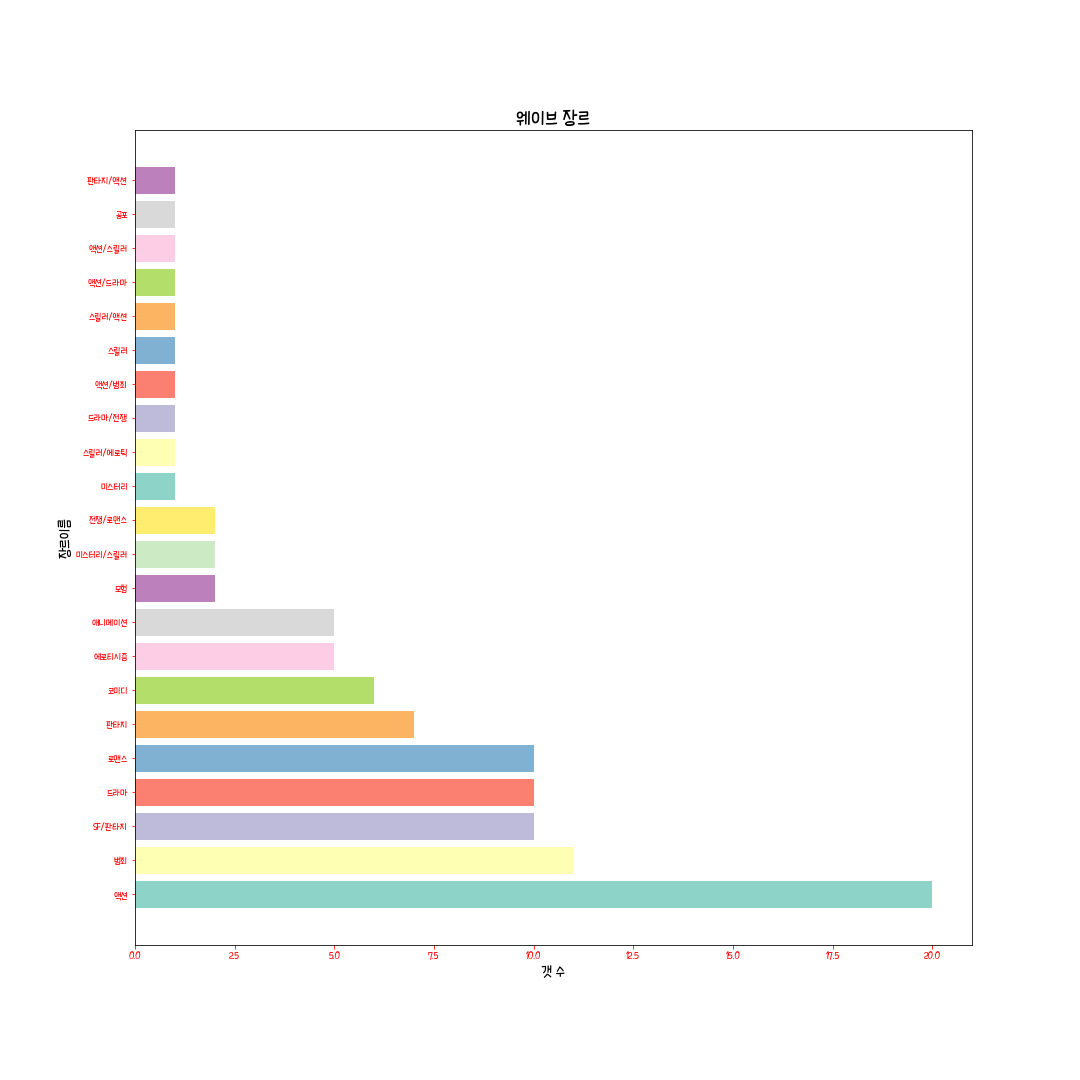 웨이브 장르
판타지/액션
공포
액션/스릴러
액션/드라마
스릴러/액션
스릴러
액션/범죄
드라마/전쟁
스릴러/에로틱
미스터리
전쟁/로맨스
장르이름
미스터리/스릴러
모험
애니메이션
에로티시즘
코미디
판타지
로맨스
드라마
SF/판타지
범죄
액션
0.0 2.5 5.0 7.5 10.0 12.5 15.0 17.5 20.0
갯 수